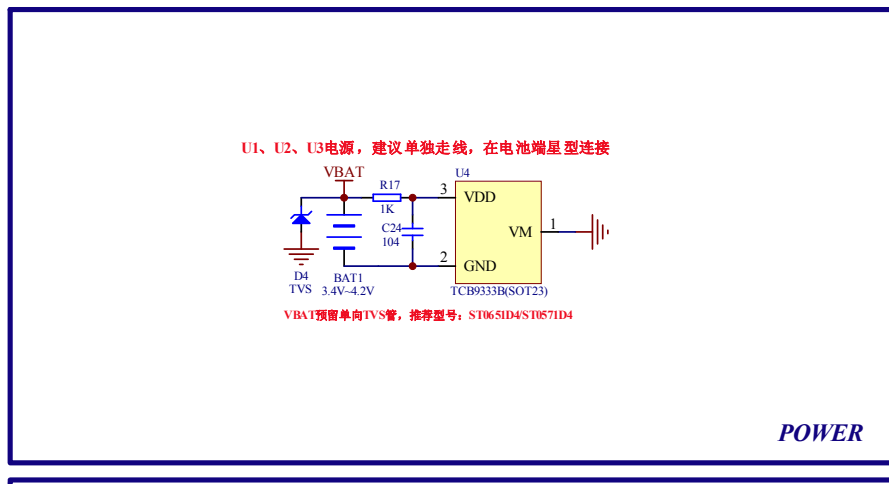 U1、U2、U3电源，建议单独走线，在电池端星型连接
VBAT
U4
R17
3
VDD
1K
C24
104
VM
1
2
GND
D4
TVS
BAT1
3.4V~4.2V
TCB9333B(SOT23)
VBAT预留单向TVS管，推荐型号：ST0651D4/ST0571D4
POWER